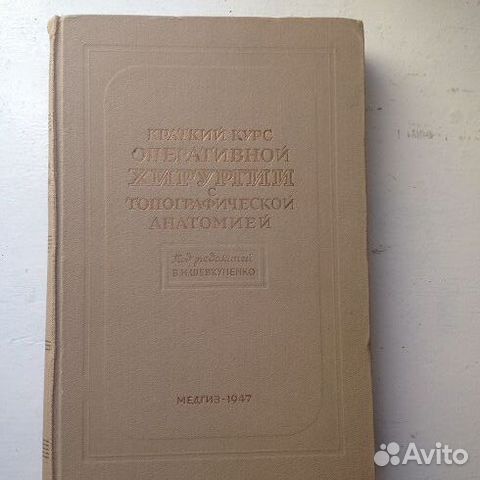 КРАТКИЙ КУРС
ОПЕРАТИВНОЙ
ХИРУРГИИ
С
ТОПОГРАФИЧЕСКОЙ
АНАТОМИЕЙ
Под редакцией
В.Н.ШЕВКУНЕНКО
МЕДГИЗ-1947
Avito